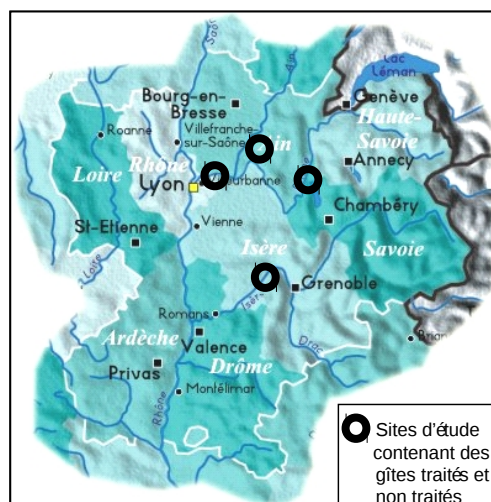 Saô
Ain
Lac
Léman
Bourg-en-
Bresse
Genève
Roanne
Villefranche-
sur-Saône
Haute-
Savoie
Annecy
Loire
Rhône
Lyon
Chambéry
St-Etienne
Vienne
Isère
Savoie
Loire
Grenoble
Romans
Isère
Ardèche
Valence
Drac
Privas
Drôme
Montélimar
Rhône
Sites d'étude
contenant des
gîtes traités et
non traités